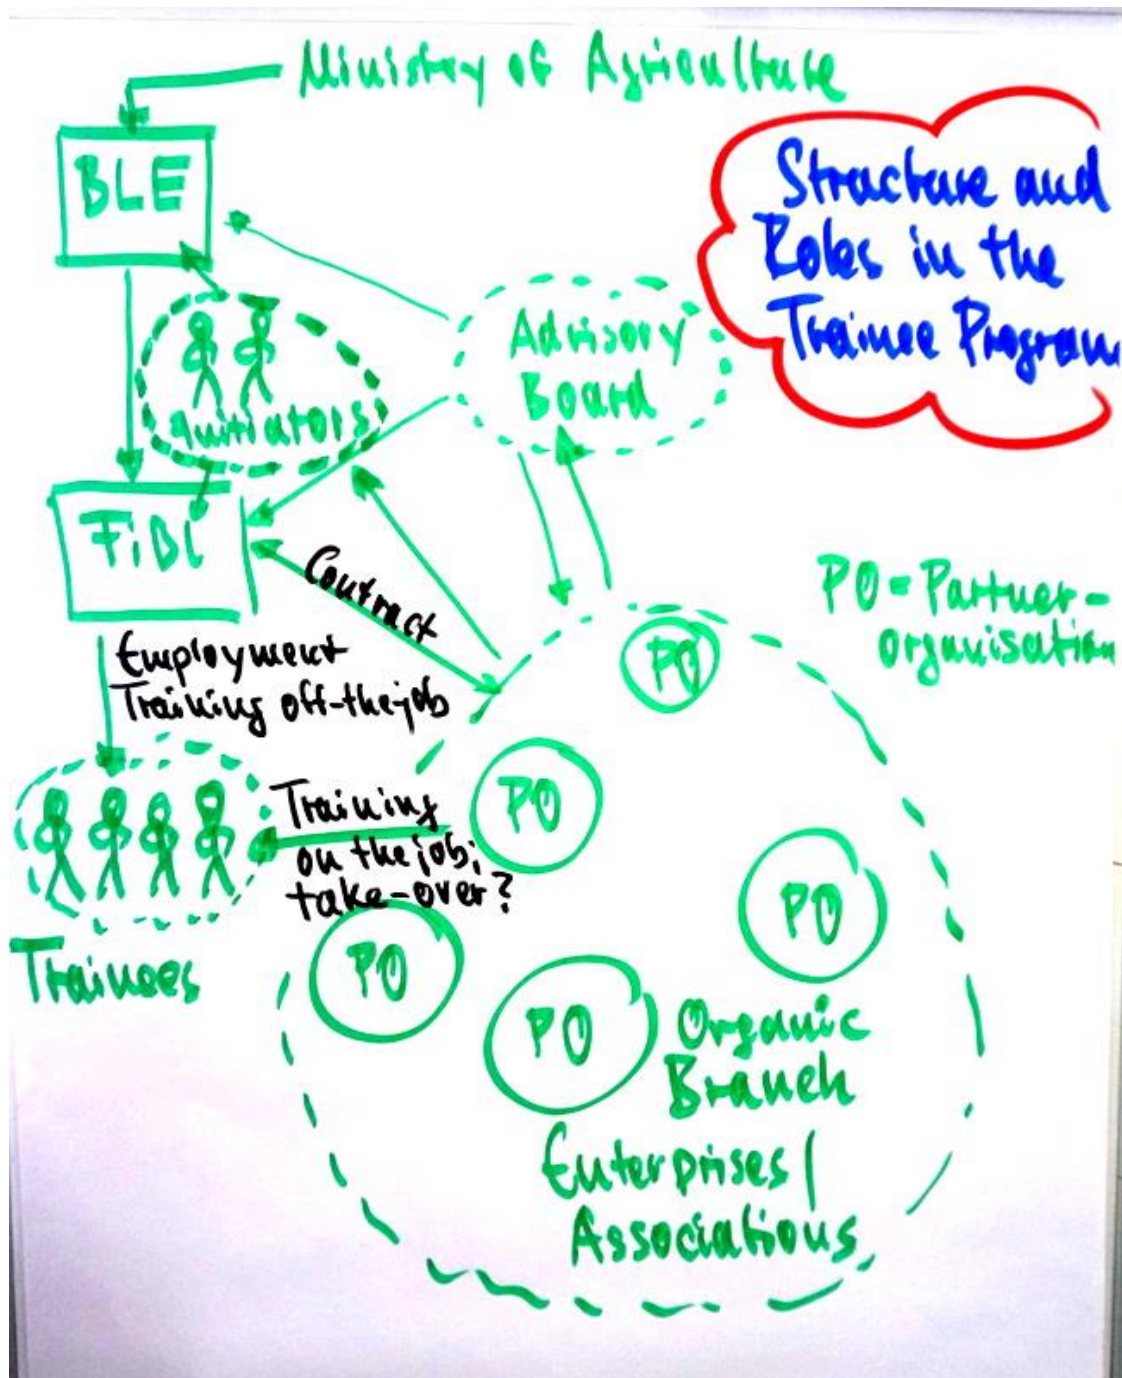 Ministry of Agriculture
BLE
Structure and
Roles in the
Trainee Program
Advisory
Board
Initiators
FiBL
Contract
PO = Partner-
organisation
Employment
Training off-the-job
PO
PO
Training
on the job;
take-over?
PO
Trainees
PO
PO
Organic
Branch
Enterprises /
Associations